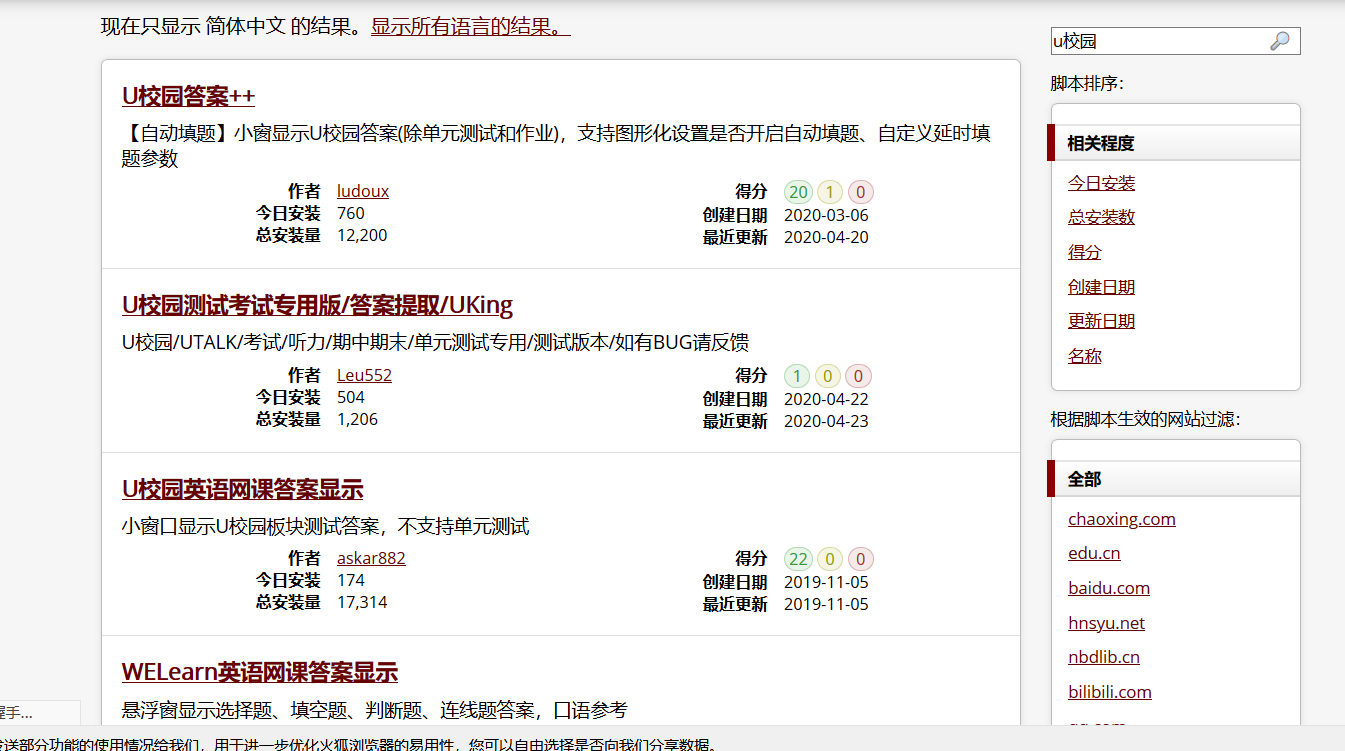 现在只显示 简体中文 的结果。显示所有语言的结果。
U校园答案++
【自动填题】小窗显示U校园答案(除单元测试和作业)，支持图形化设置是否开启自动填题、自定义延时填
题参数
作者 ludoux 得分 20 1 0
今日安装 760 创建日期 2020-03-06
总安装量 12,200 最近更新 2020-04-20
U校园测试考试专用版/答案提取/UKing
U校园/UTALK/考试/听力/期中期末/单元测试专用/测试版本/如有BUG请反馈
作者 Leu552 得分 1 0 0
今日安装 504 创建日期 2020-04-22
总安装量 1,206 最近更新 2020-04-23
U校园英语网课答案显示
小窗口显示U校园板块测试答案，不支持单元测试
作者 askar882 得分 22 0 0
今日安装 174 创建日期 2019-11-05
总安装量 17,314 最近更新 2019-11-05
WELearn英语网课答案显示
悬浮窗显示选择题、填空题、判断题、连线题答案，口语参考
u校园
脚本排序：
相关程度
今日安装
总安装数
得分
创建日期
更新日期
名称
根据脚本生效的网站过滤：
全部
chaoxing.com
edu.cn
baidu.com
hnsyu.net
nbdlib.cn
bilibili.com
手...
送部分功能的使用情况给我们，用于进一步优化火狐浏览器的易用性，您可以自由选择是否向我们分享数据。